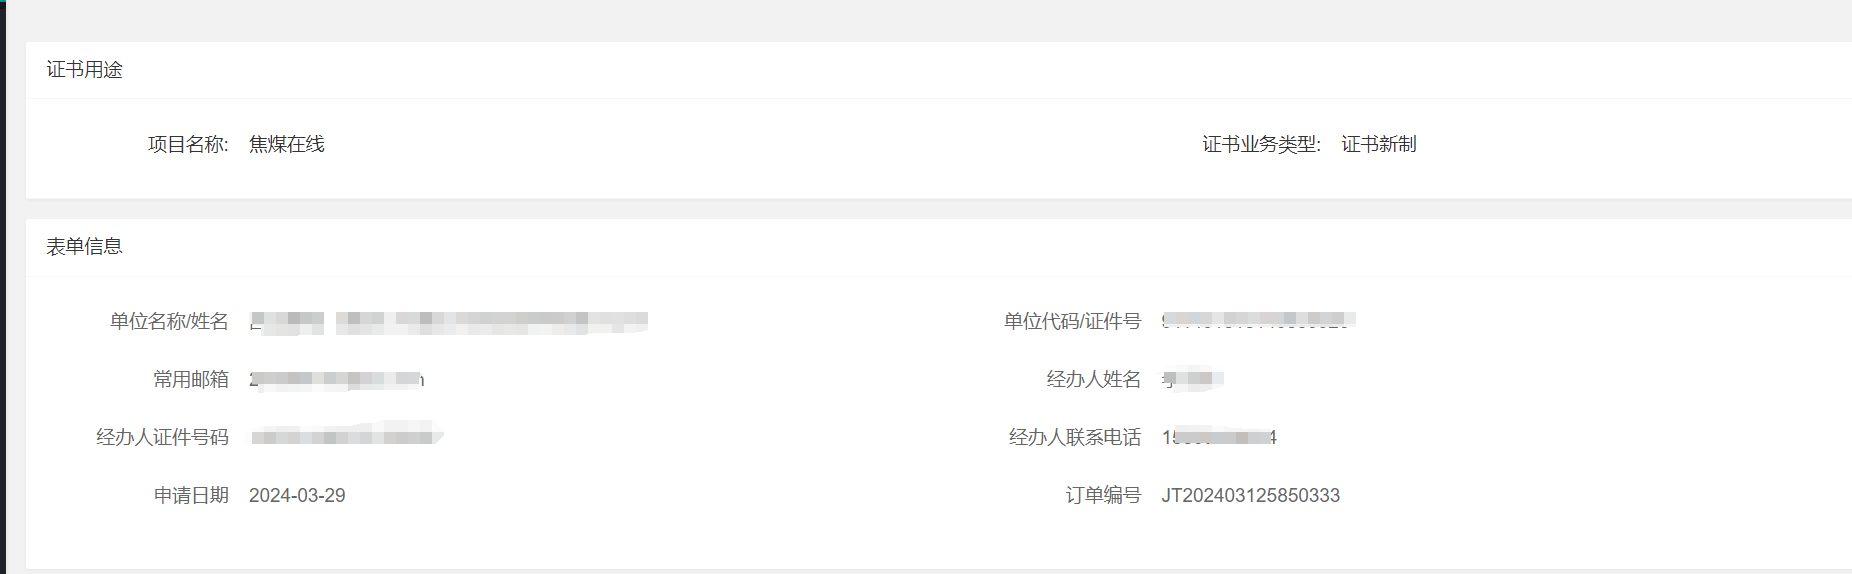 证书用途
项目名称: 焦煤在线 证书业务类型: 证书新制
表单信息
单位名称/姓名 单位代码/证件号
常用邮箱 经办人姓名
经办人证件号码 经办人联系电话
申请日期 2024-03-29 订单编号 JT202403125850333